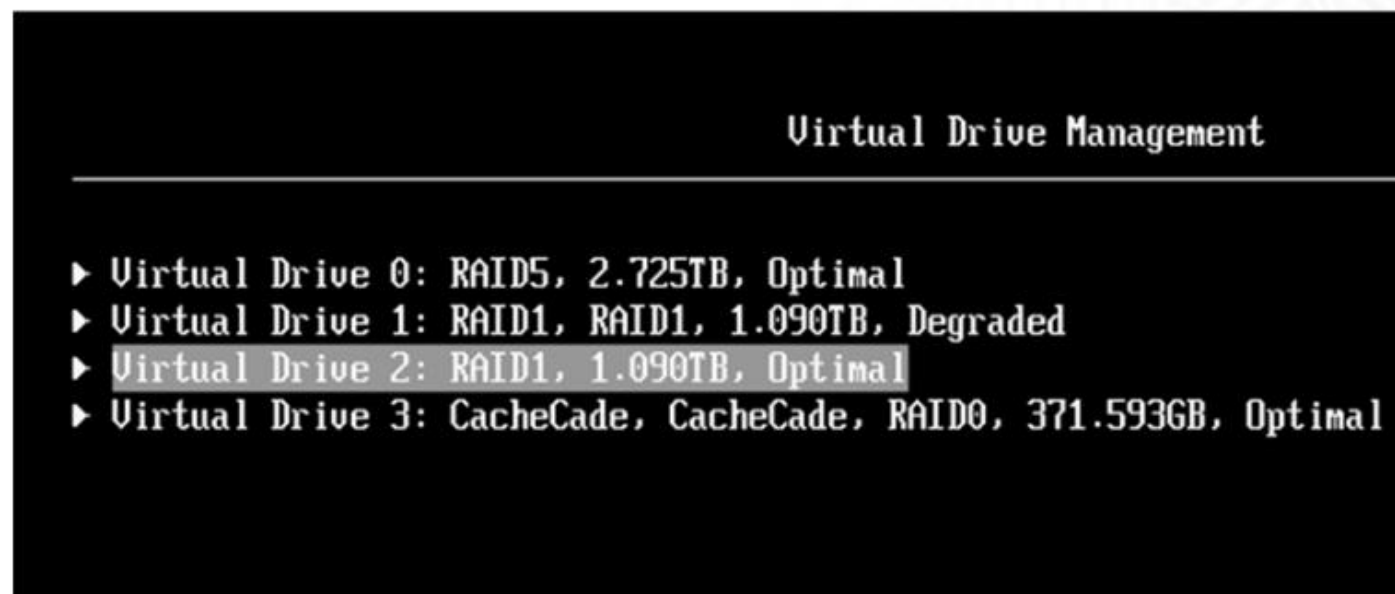 Virtual Drive Management
▶ Virtual Drive 0: RAID5, 2.725TB, Optimal
▶ Virtual Drive 1: RAID1, RAID1, 1.090TB, Degraded
▶ Virtual Drive 2: RAID1, 1.090TB, Optimal
▶ Virtual Drive 3: CacheCade, CacheCade, RAID0, 371.593GB, Optimal